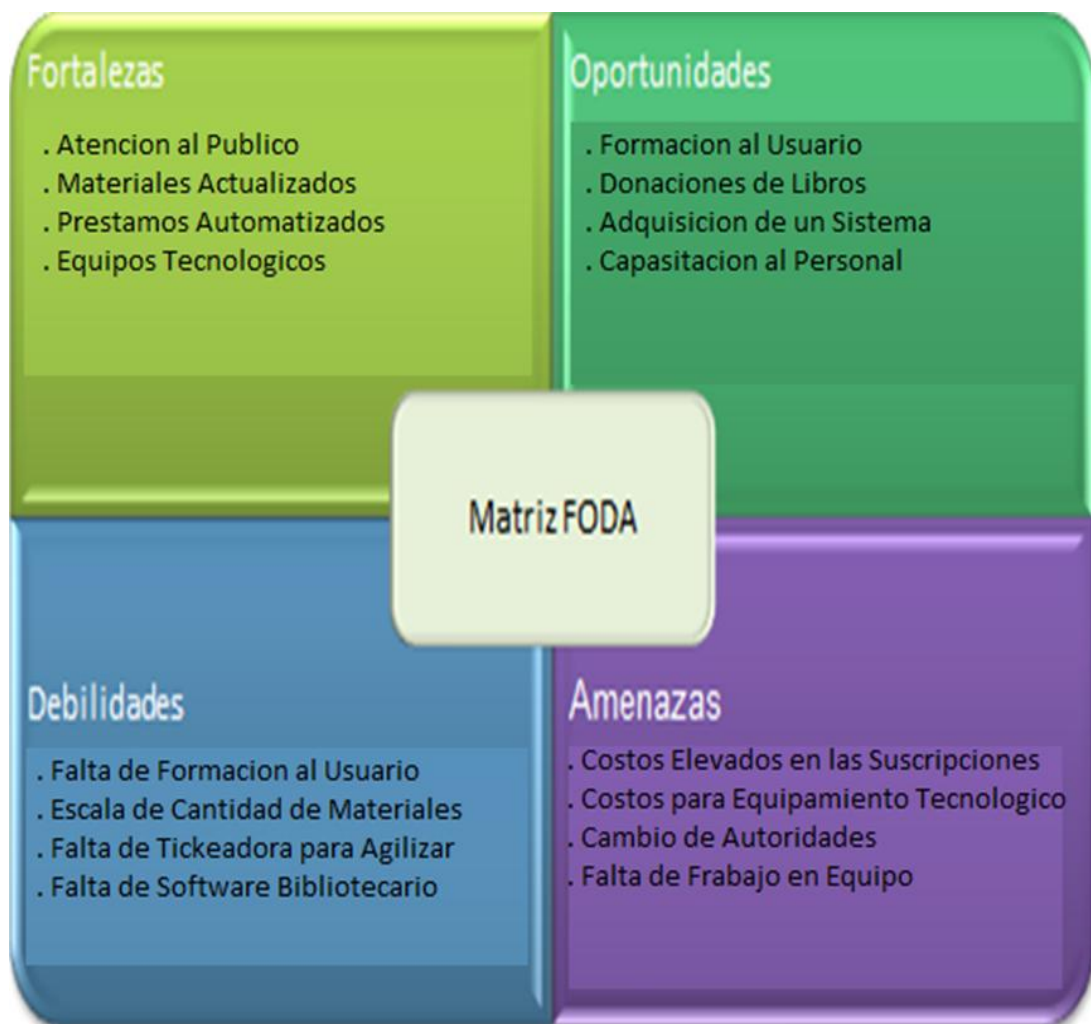 Fortalezas
. Atencion al Publico
. Materiales Actualizados
. Prestamos Automatizados
. Equipos Tecnologicos
Oportunidades
. Formacion al Usuario
. Donaciones de Libros
. Adquisicion de un Sistema
. Capasitacion al Personal
Matriz FODA
Debilidades
. Falta de Formacion al Usuario
. Escala de Cantidad de Materiales
. Falta de Tickeadora para Agilizar
. Falta de Software Bibliotecario
Amenazas
. Costos Elevados en las Suscripciones
. Costos para Equipamiento Tecnologico
. Cambio de Autoridades
. Falta de Frabajo en Equipo